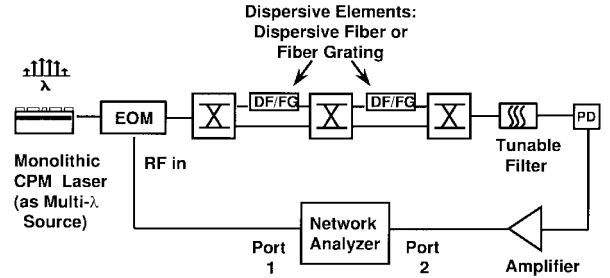 Dispersive Elements:
Dispersive Fiber or
Fiber Grating
λ
DF/FG
DF/FG
EOM
PD
Monolithic
CPM Laser
(as Multi-λ
Source)
RF in
Tunable
Filter
Network
Analyzer
Port
1
Port
2
Amplifier